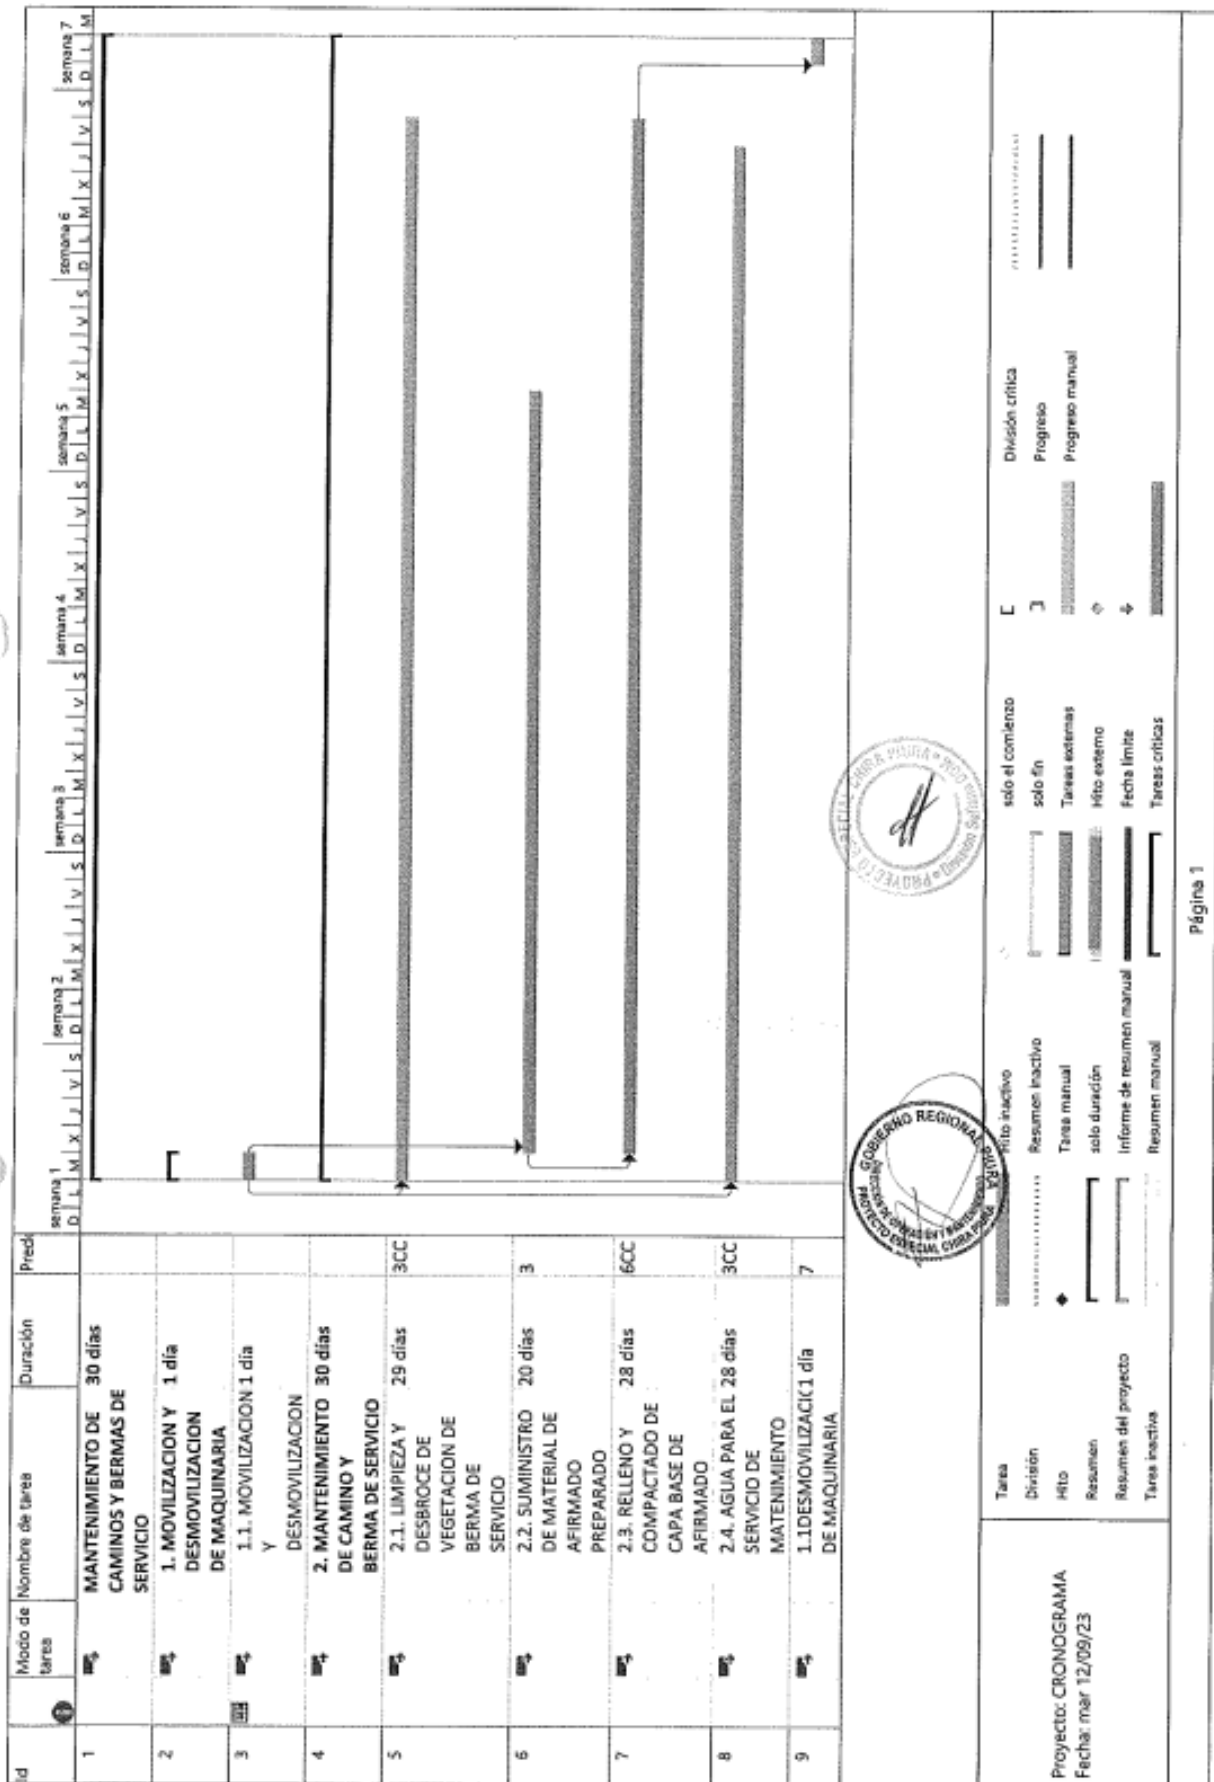 Id
Modo de
tarea
Nombre de tarea
Duración
Pred
semana 1
semana 2
semana 3
semana 4
semana 5
semana 6
semana 7
D L M X J V S D L M X J V S D L M X J V S D L M X J V S D L M X J V S D L M X J V S D L M
1
MANTENIMIENTO DE
CAMINOS Y BERMAS DE
SERVICIO
30 días
2
1. MOVILIZACION Y
DESMOVILIZACION
DE MAQUINARIA
1 día
3
1.1. MOVILIZACION
Y
DESMOVILIZACION
1 día
4
2. MANTENIMIENTO
DE CAMINO Y
BERMA DE SERVICIO
30 días
5
2.1. LIMPIEZA Y
DESBROCE DE
VEGETACION DE
BERMA DE
SERVICIO
29 días
3CC
6
2.2. SUMINISTRO
DE MATERIAL DE
AFIRMADO
PREPARADO
20 días
3
7
2.3. RELLENO Y
COMPACTADO DE
CAPA BASE DE
AFIRMADO
28 días
6CC
8
2.4. AGUA PARA EL
SERVICIO DE
MATENIMIENTO
28 días
3CC
9
1.1DESMOVILIZACIC
DE MAQUINARIA
1 día
7
GOBIERNO REGIONAL PIURA
PROYECTO ESPECIAL CHIRA PIURA
PROYECTO ESPECIAL CHIRA PIURA
Proyecto: CRONOGRAMA
Fecha: mar 12/09/23
Tarea
División
Hito
Resumen
Resumen del proyecto
Tarea inactiva
Hito inactivo
Resumen inactivo
Tarea manual
solo duración
Informe de resumen manual
Resumen manual
solo el comienzo
solo fin
Tareas externas
Hito externo
Fecha límite
Tareas críticas
División crítica
Progreso
Progreso manual
Página 1